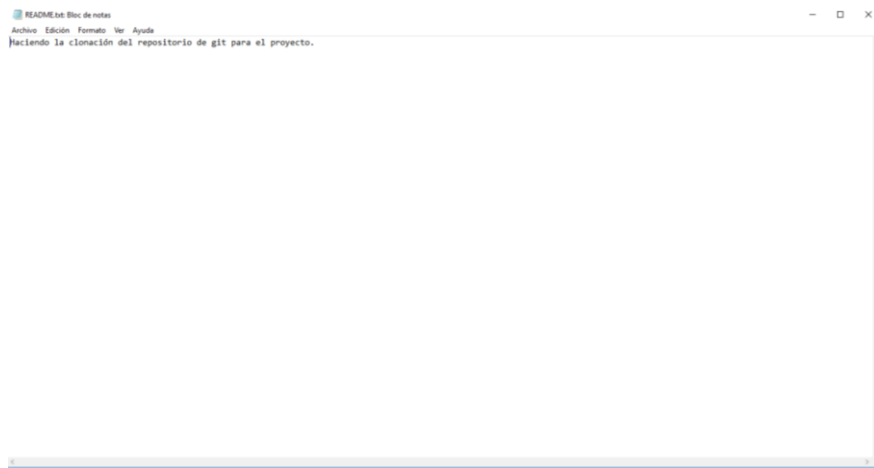 README.txt: Bloc de notas
Archivo Edición Formato Ver Ayuda
Haciendo la clonación del repositorio de git para el proyecto.